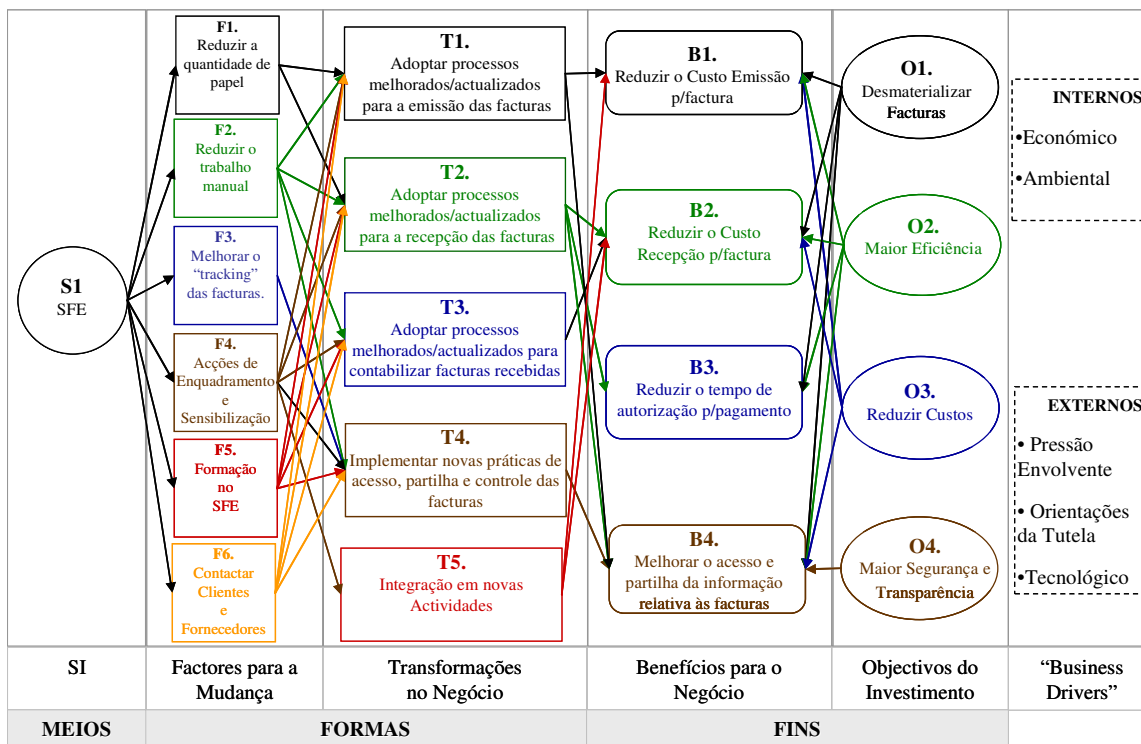 S1
SFE
F1.
Reduzir a
quantidade de
papel
F2.
Reduzir o
trabalho
manual
F3.
Melhorar o
“tracking”
das facturas.
F4.
Acções de
Enquadramento
e
Sensibilização
F5.
Formação
no
SFE
F6.
Contactar
Clientes
e
Fornecedores
T1.
Adoptar processos
melhorados/actualizados
para a emissão das facturas
T2.
Adoptar processos
melhorados/actualizados
para a recepção das facturas
T3.
Adoptar processos
melhorados/actualizados para
contabilizar facturas recebidas
T4.
Implementar novas práticas de
acesso, partilha e controle das
facturas
T5.
Integração em novas
Actividades
B1.
Reduzir o Custo Emissão
p/factura
B2.
Reduzir o Custo
Recepção p/factura
B3.
Reduzir o tempo de
autorização p/pagamento
B4.
Melhorar o acesso e
partilha da informação
relativa às facturas
O1.
Desmaterializar
Facturas
O2.
Maior Eficiência
O3.
Reduzir Custos
O4.
Maior Segurança e
Transparência
INTERNOS
•Económico
•Ambiental
EXTERNOS
• Pressão
Envolvente
• Orientações
da Tutela
•Tecnológico
SI
Factores para a
Mudança
Transformações
no Negócio
Benefícios para o
Negócio
Objectivos do
Investimento
“Business
Drivers”
MEIOS
FORMAS
FINS